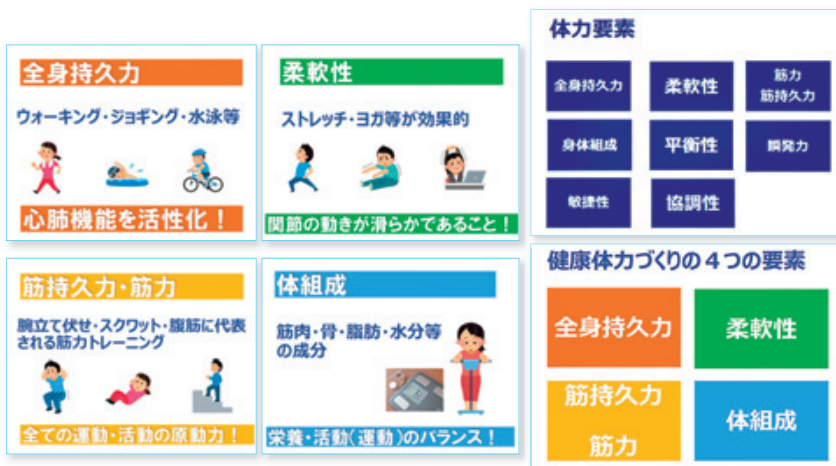 全身持久力
ウォーキング・ジョギング・水泳等
心肺機能を活性化！
柔軟性
ストレッチ・ヨガ等が効果的
関節の動きが滑らかであること！
体力要素
全身持久力
柔軟性
筋力
筋持久力
身体組成
平衡性
瞬発力
敏捷性
協調性
筋持久力・筋力
腕立て伏せ・スクワット・腹筋に代表
される筋力トレーニング
全ての運動・活動の原動力！
体組成
筋肉・骨・脂肪・水分等
の成分
栄養・活動（運動）のバランス！
健康体力づくりの４つの要素
全身持久力
柔軟性
筋持久力
筋力
体組成